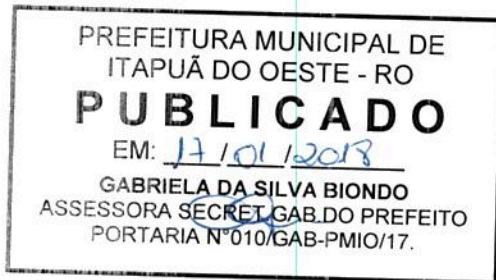 PREFEITURA MUNICIPAL DE
ITAPUÃ DO OESTE - RO
PUBLICADO
EM: 17/01/2018
GABRIELA DA SILVA BIONDO
ASSESSORA SECRET.GAB.DO PREFEITO
PORTARIA N°010/GAB-PMIO/17.